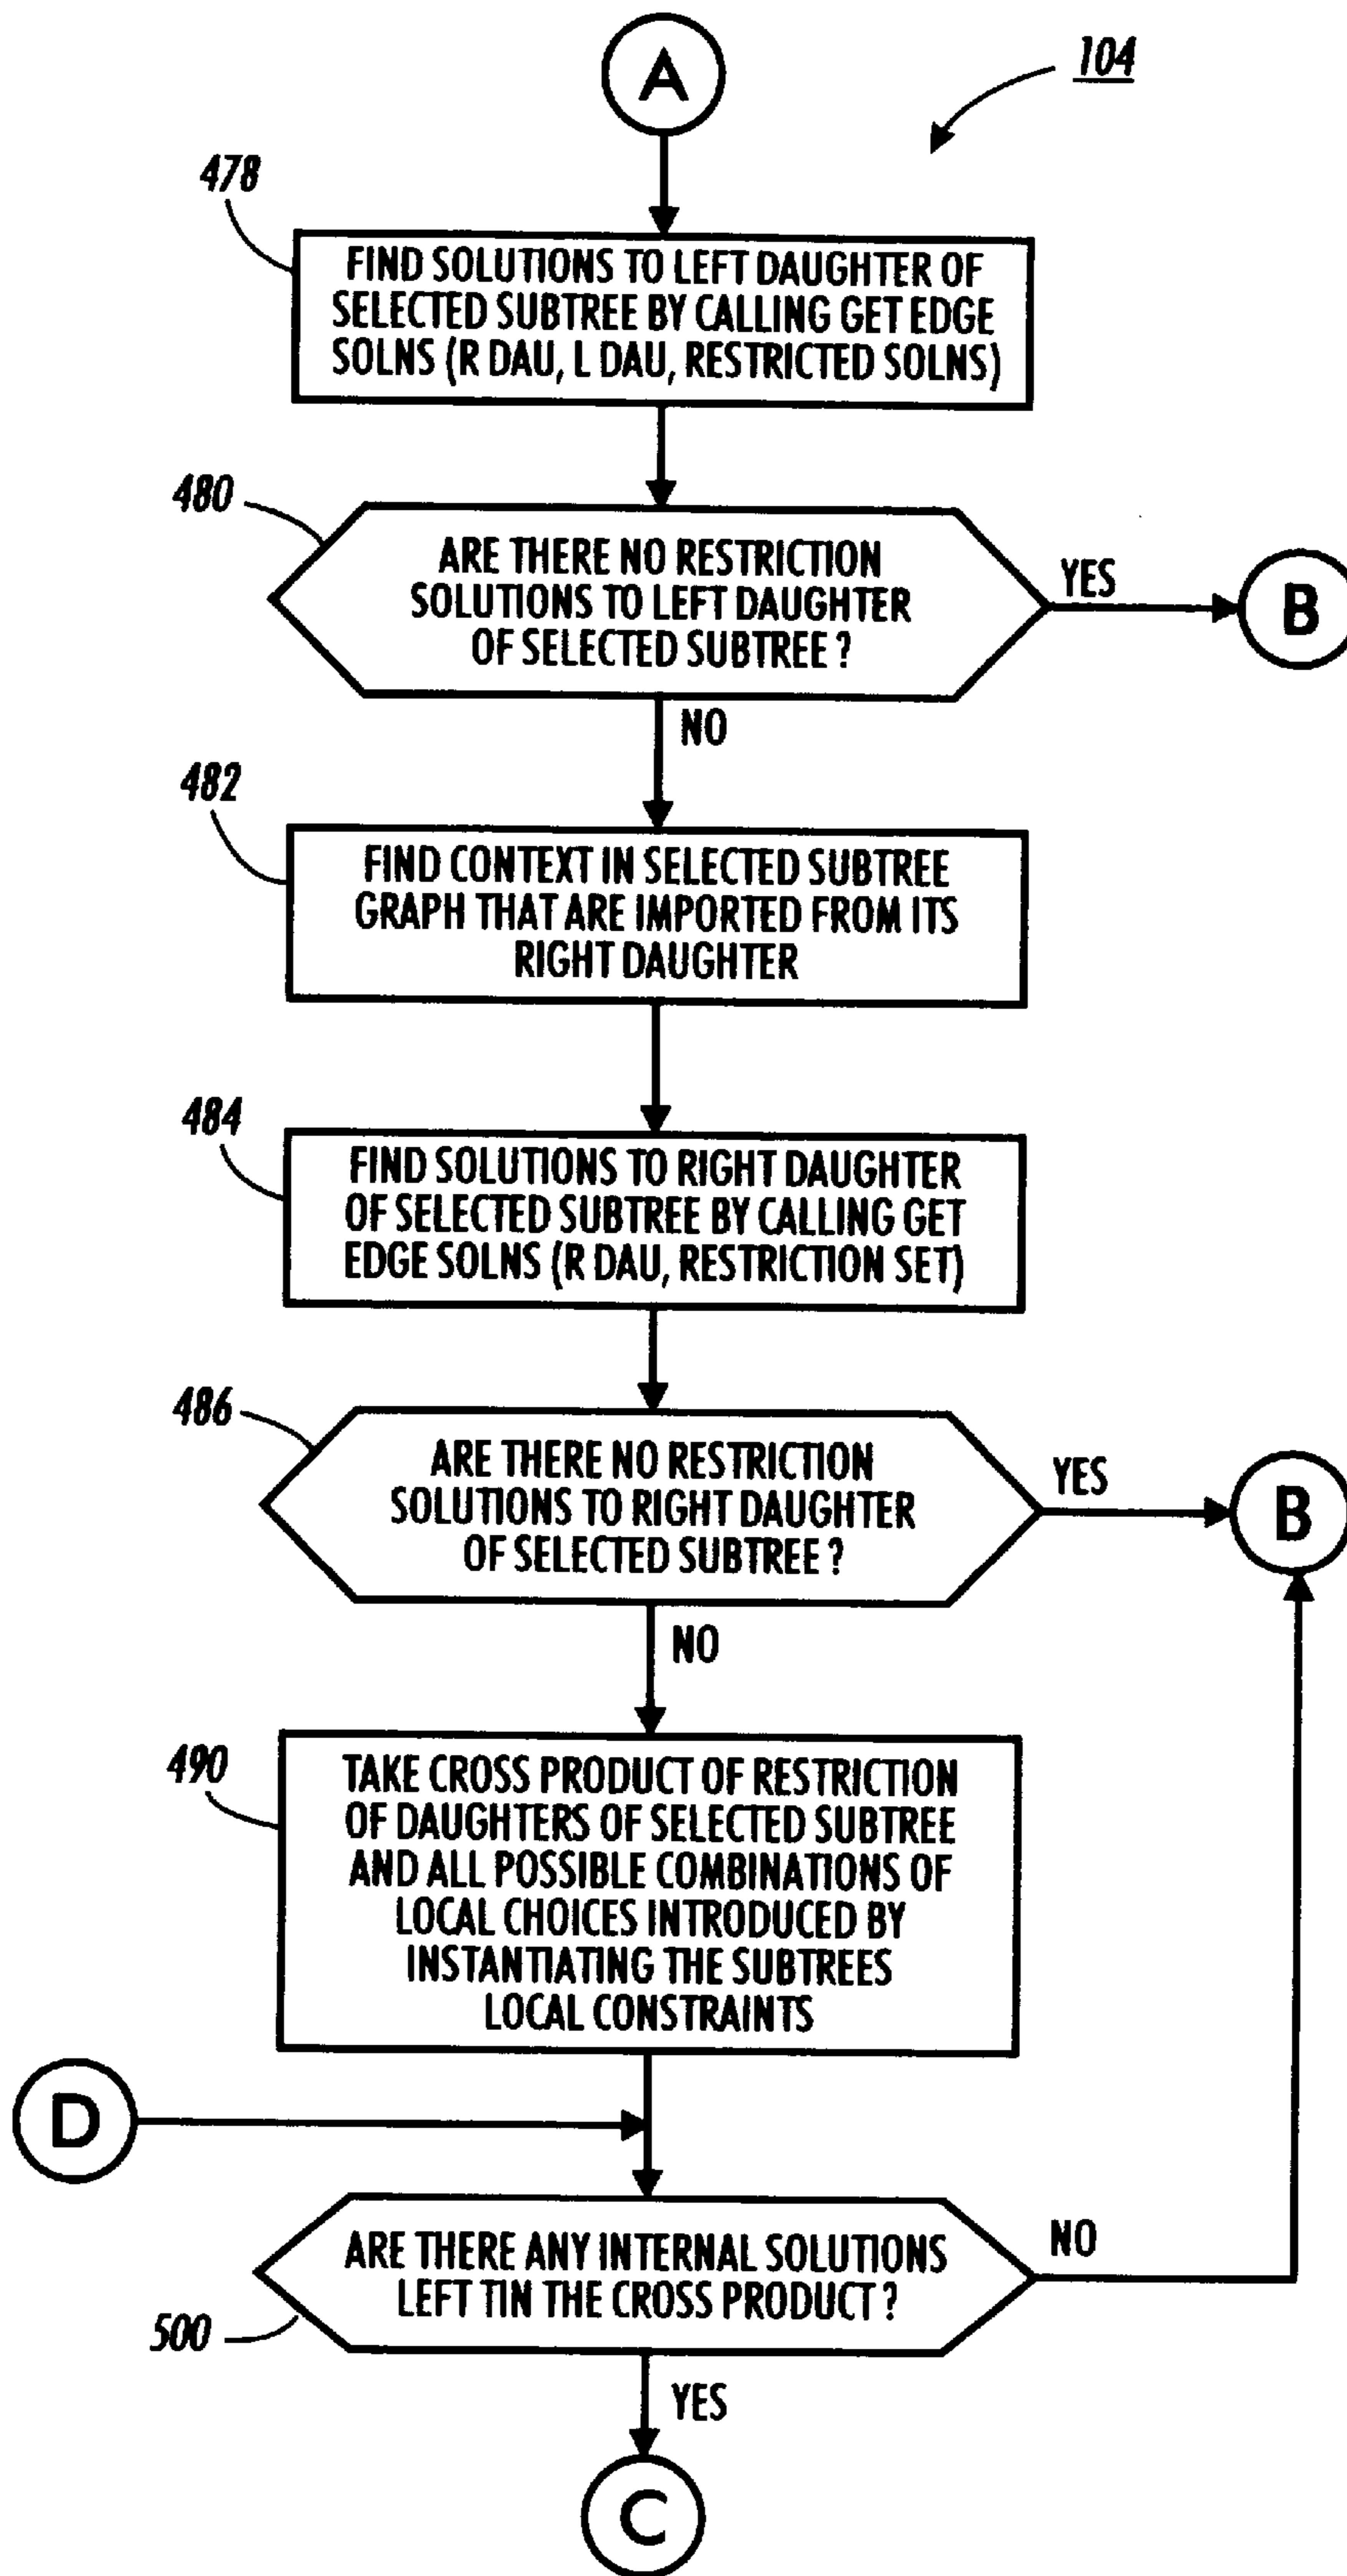 A
104
478
FIND SOLUTIONS TO LEFT DAUGHTER OF
SELECTED SUBTREE BY CALLING GET EDGE
SOLNS (R DAU, L DAU, RESTRICTED SOLNS)
480
ARE THERE NO RESTRICTION
SOLUTIONS TO LEFT DAUGHTER
OF SELECTED SUBTREE ?
YES
B
NO
482
FIND CONTEXT IN SELECTED SUBTREE
GRAPH THAT ARE IMPORTED FROM ITS
RIGHT DAUGHTER
484
FIND SOLUTIONS TO RIGHT DAUGHTER
OF SELECTED SUBTREE BY CALLING GET
EDGE SOLNS (R DAU, RESTRICTION SET)
486
ARE THERE NO RESTRICTION
SOLUTIONS TO RIGHT DAUGHTER
OF SELECTED SUBTREE ?
YES
B
NO
490
TAKE CROSS PRODUCT OF RESTRICTION
OF DAUGHTERS OF SELECTED SUBTREE
AND ALL POSSIBLE COMBINATIONS OF
LOCAL CHOICES INTRODUCED BY
INSTANTIATING THE SUBTREES
LOCAL CONSTRAINTS
D
ARE THERE ANY INTERNAL SOLUTIONS
LEFT TIN THE CROSS PRODUCT ?
NO
500
YES
C